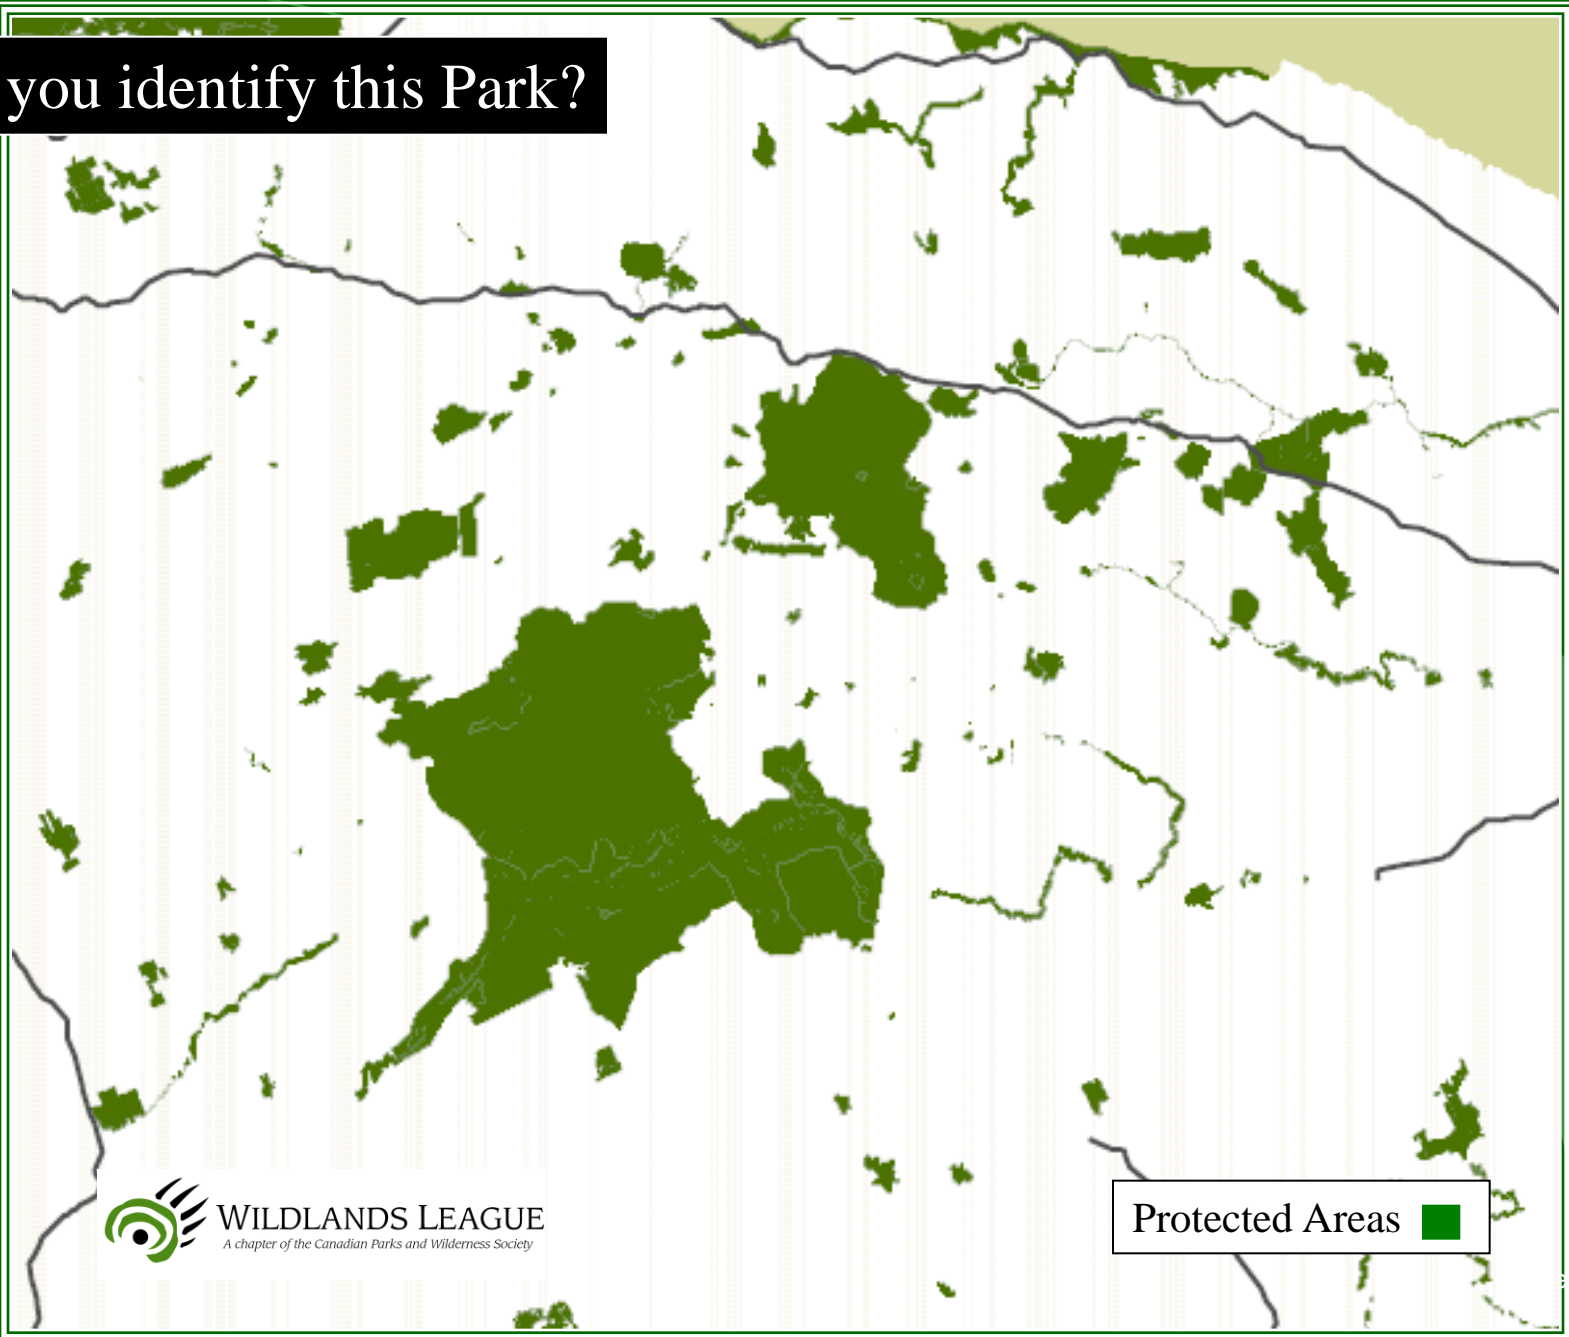 you identify this Park?
WILDLANDS LEAGUE
A chapter of the Canadian Parks and Wilderness Society
Protected Areas